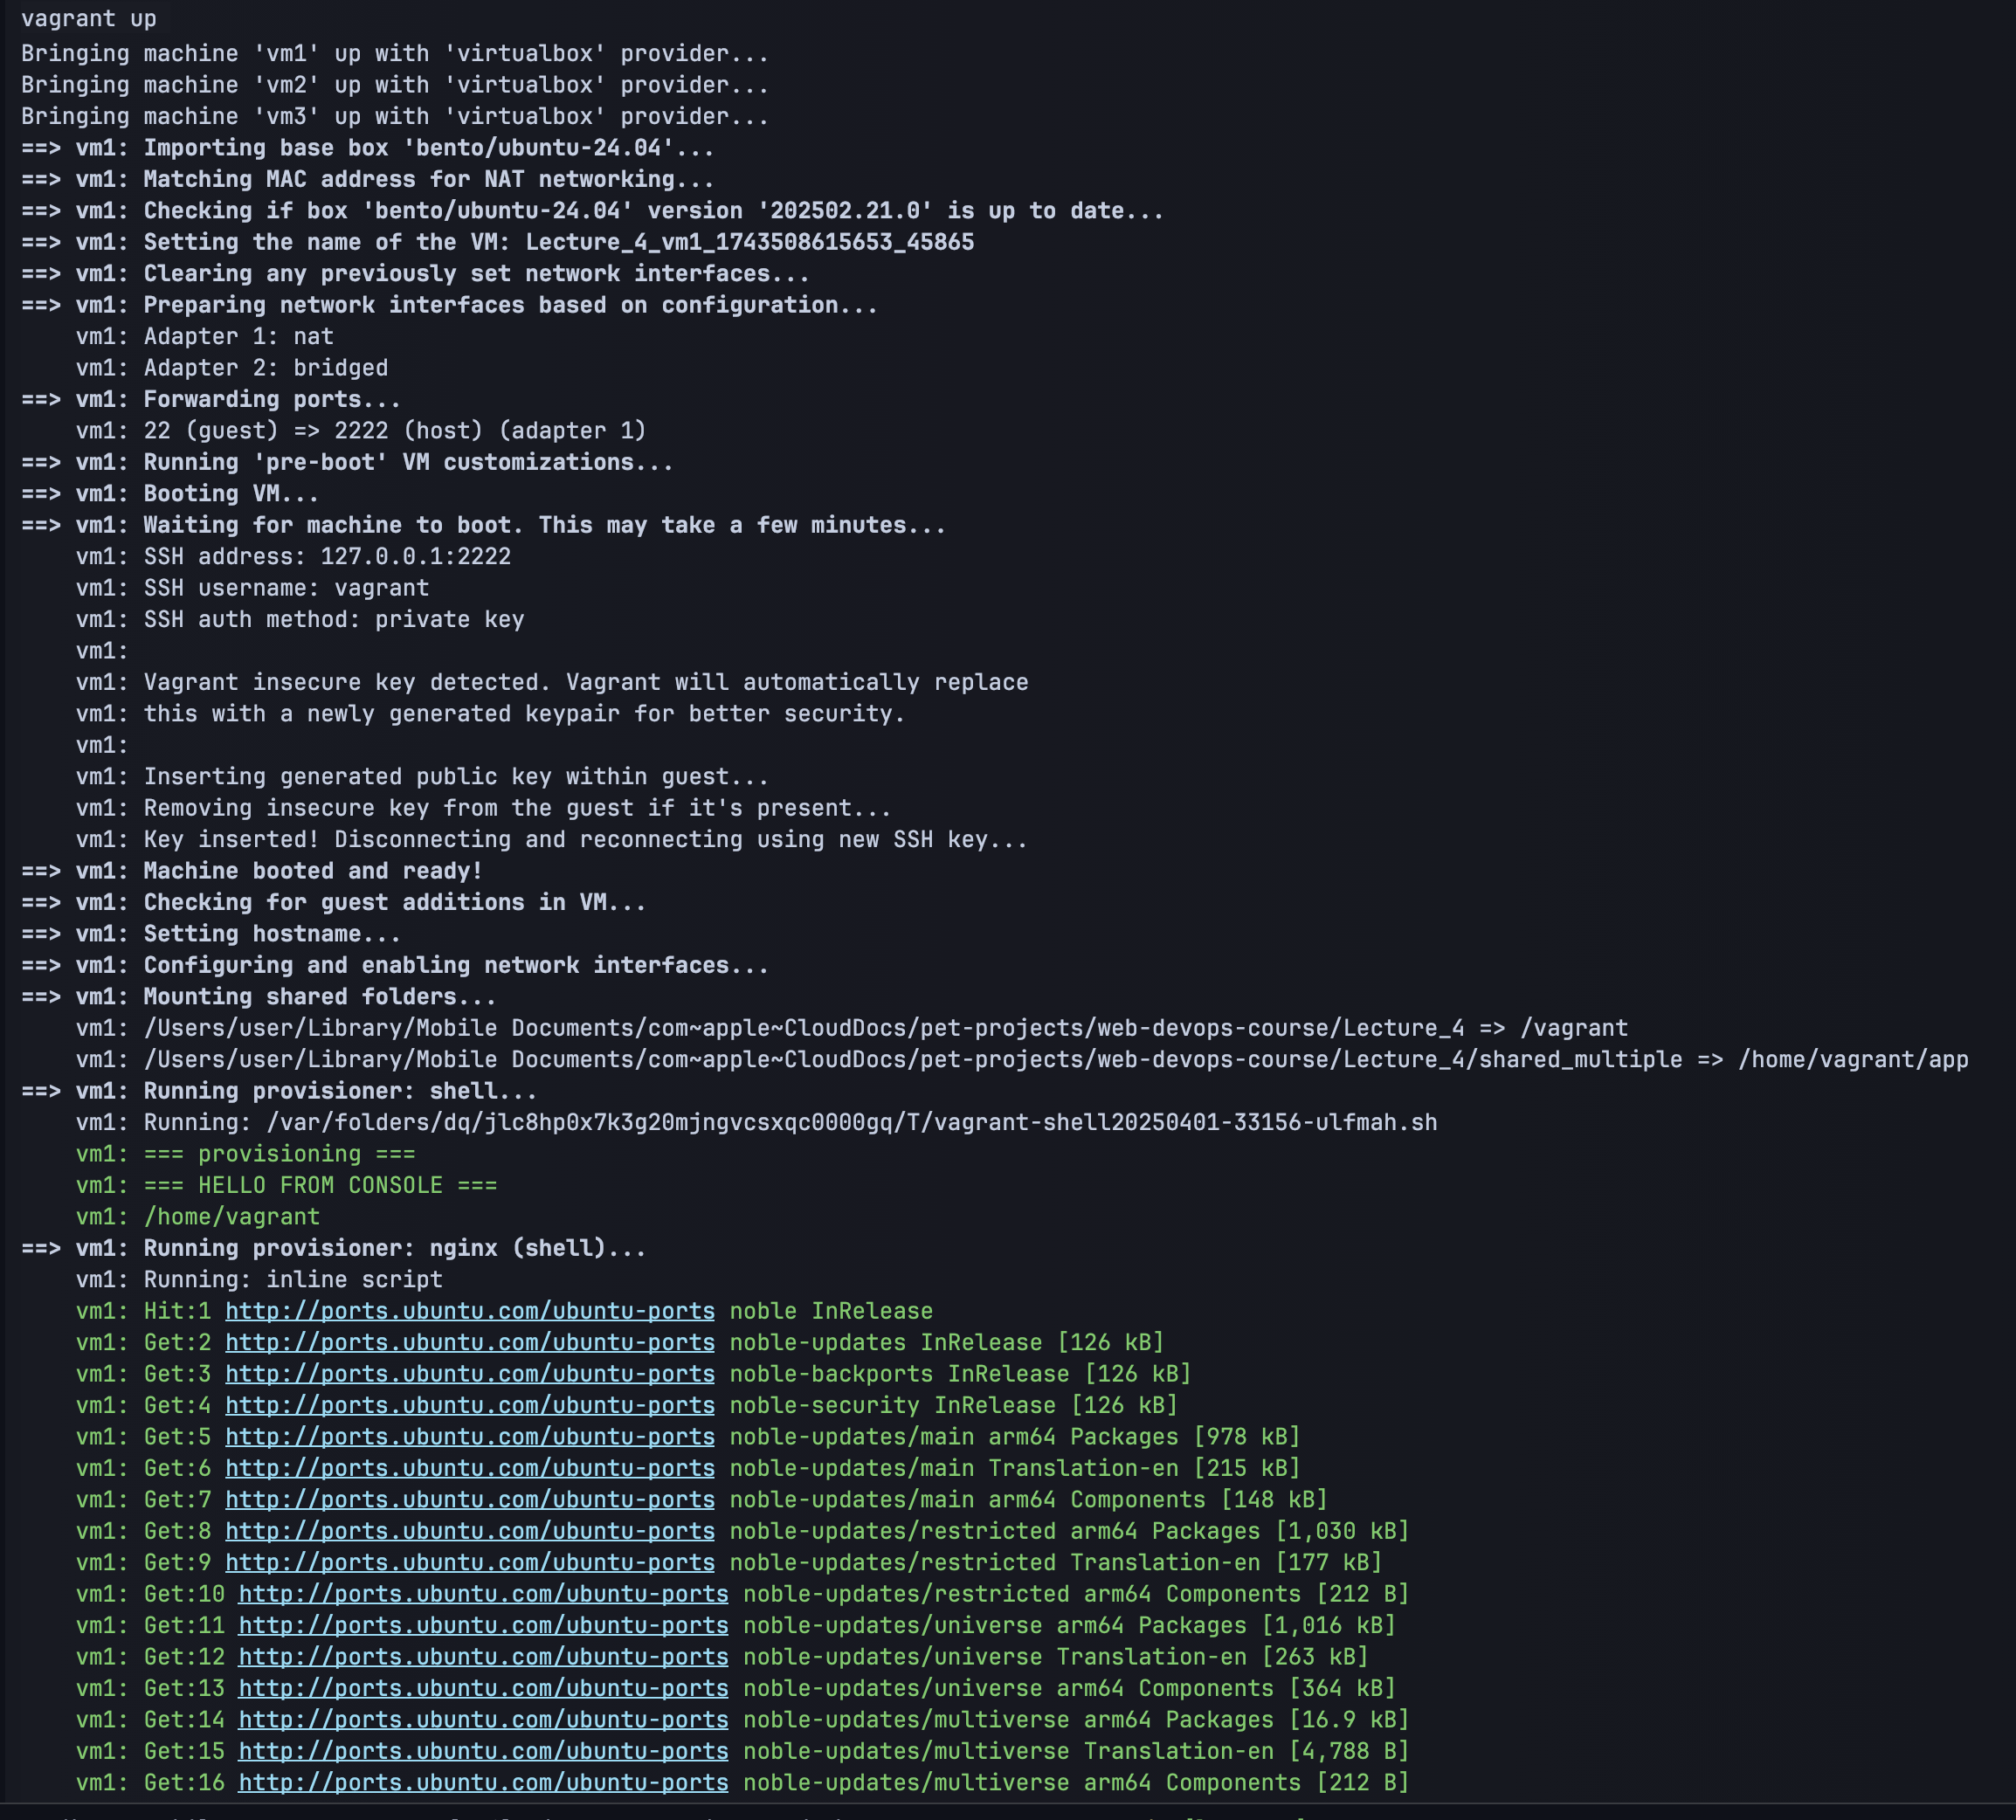 vagrant up
Bringing machine 'vm1' up with 'virtualbox' provider...
Bringing machine 'vm2' up with 'virtualbox' provider...
Bringing machine 'vm3' up with 'virtualbox' provider...
==> vm1: Importing base box 'bento/ubuntu-24.04'...
==> vm1: Matching MAC address for NAT networking...
==> vm1: Checking if box 'bento/ubuntu-24.04' version '202502.21.0' is up to date...
==> vm1: Setting the name of the VM: Lecture_4_vm1_1743508615653_45865
==> vm1: Clearing any previously set network interfaces...
==> vm1: Preparing network interfaces based on configuration...
    vm1: Adapter 1: nat
    vm1: Adapter 2: bridged
==> vm1: Forwarding ports...
    vm1: 22 (guest) => 2222 (host) (adapter 1)
==> vm1: Running 'pre-boot' VM customizations...
==> vm1: Booting VM...
==> vm1: Waiting for machine to boot. This may take a few minutes...
    vm1: SSH address: 127.0.0.1:2222
    vm1: SSH username: vagrant
    vm1: SSH auth method: private key
    vm1:
    vm1: Vagrant insecure key detected. Vagrant will automatically replace
    vm1: this with a newly generated keypair for better security.
    vm1:
    vm1: Inserting generated public key within guest...
    vm1: Removing insecure key from the guest if it's present...
    vm1: Key inserted! Disconnecting and reconnecting using new SSH key...
==> vm1: Machine booted and ready!
==> vm1: Checking for guest additions in VM...
==> vm1: Setting hostname...
==> vm1: Configuring and enabling network interfaces...
==> vm1: Mounting shared folders...
    vm1: /Users/user/Library/Mobile Documents/com~apple~CloudDocs/pet-projects/web-devops-course/Lecture_4 => /vagrant
    vm1: /Users/user/Library/Mobile Documents/com~apple~CloudDocs/pet-projects/web-devops-course/Lecture_4/shared_multiple => /home/vagrant/app
==> vm1: Running provisioner: shell...
    vm1: Running: /var/folders/dq/jlc8hp0x7k3g20mjngvcsxqc0000gq/T/vagrant-shell20250401-33156-ulfmah.sh
    vm1: === provisioning ===
    vm1: === HELLO FROM CONSOLE ===
    vm1: /home/vagrant
==> vm1: Running provisioner: nginx (shell)...
    vm1: Running: inline script
    vm1: Hit:1 http://ports.ubuntu.com/ubuntu-ports noble InRelease
    vm1: Get:2 http://ports.ubuntu.com/ubuntu-ports noble-updates InRelease [126 kB]
    vm1: Get:3 http://ports.ubuntu.com/ubuntu-ports noble-backports InRelease [126 kB]
    vm1: Get:4 http://ports.ubuntu.com/ubuntu-ports noble-security InRelease [126 kB]
    vm1: Get:5 http://ports.ubuntu.com/ubuntu-ports noble-updates/main arm64 Packages [978 kB]
    vm1: Get:6 http://ports.ubuntu.com/ubuntu-ports noble-updates/main Translation-en [215 kB]
    vm1: Get:7 http://ports.ubuntu.com/ubuntu-ports noble-updates/main arm64 Components [148 kB]
    vm1: Get:8 http://ports.ubuntu.com/ubuntu-ports noble-updates/restricted arm64 Packages [1,030 kB]
    vm1: Get:9 http://ports.ubuntu.com/ubuntu-ports noble-updates/restricted Translation-en [177 kB]
    vm1: Get:10 http://ports.ubuntu.com/ubuntu-ports noble-updates/restricted arm64 Components [212 B]
    vm1: Get:11 http://ports.ubuntu.com/ubuntu-ports noble-updates/universe arm64 Packages [1,016 kB]
    vm1: Get:12 http://ports.ubuntu.com/ubuntu-ports noble-updates/universe Translation-en [263 kB]
    vm1: Get:13 http://ports.ubuntu.com/ubuntu-ports noble-updates/universe arm64 Components [364 kB]
    vm1: Get:14 http://ports.ubuntu.com/ubuntu-ports noble-updates/multiverse arm64 Packages [16.9 kB]
    vm1: Get:15 http://ports.ubuntu.com/ubuntu-ports noble-updates/multiverse Translation-en [4,788 B]
    vm1: Get:16 http://ports.ubuntu.com/ubuntu-ports noble-updates/multiverse arm64 Components [212 B]